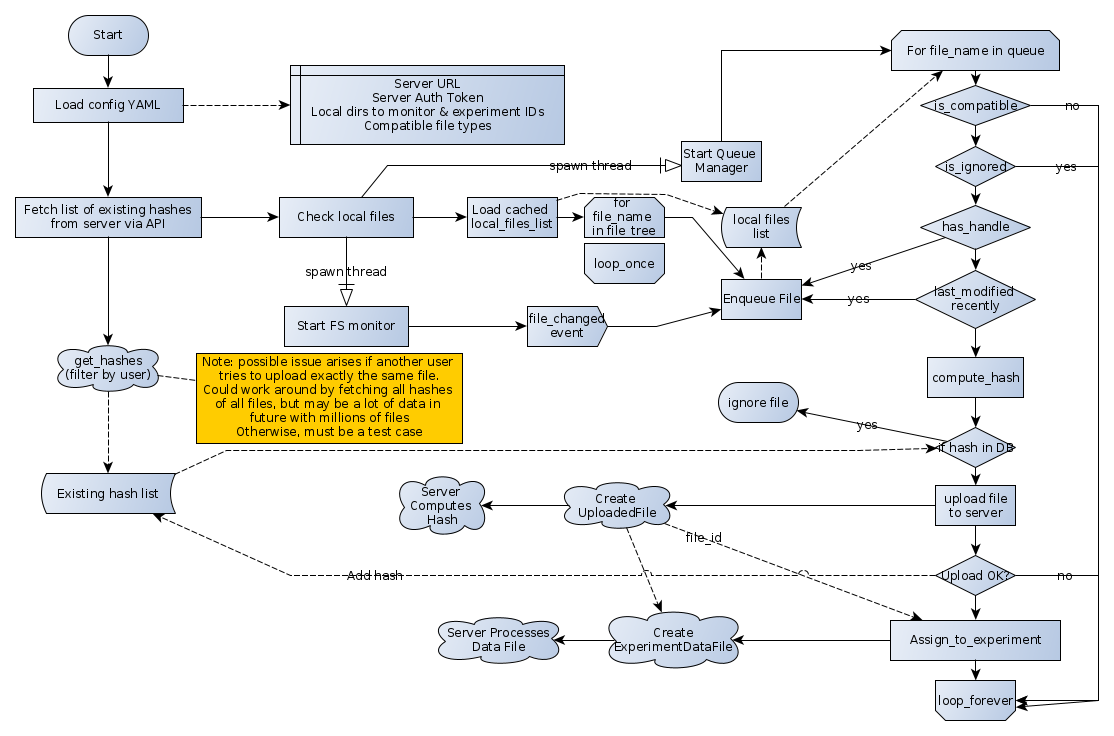 Start
For file_name in queue
Load config YAML
Server URL
Server Auth Token
Local dirs to monitor & experiment IDs
Compatible file types
is_compatible
no
spawn thread
Start Queue
Manager
is_ignored
yes
Fetch list of existing hashes
from server via API
Check local files
Load cached
local_files_list
for
file_name
in file tree
local files
list
has_handle
loop_once
yes
spawn thread
Enqueue File
yes
last_modified
recently
Start FS monitor
file_changed
event
get_hashes
(filter by user)
Note: possible issue arises if another user
tries to upload exactly the same file.
Could work around by fetching all hashes
of all files, but may be a lot of data in
future with millions of files
Otherwise, must be a test case
compute_hash
ignore file
yes
if hash in DB
Existing hash list
Server
Computes
Hash
Create
UploadedFile
upload file
to server
file_id
Add hash
Upload OK?
no
Server Processes
Data File
Create
ExperimentDataFile
Assign_to_experiment
loop_forever